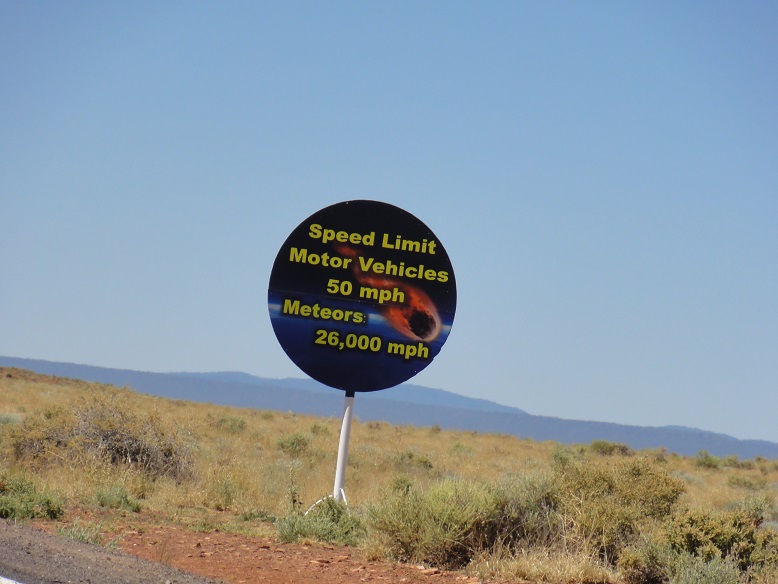 Speed Limit
Motor Vehicles
50 mph
Meteors:
26,000 mph